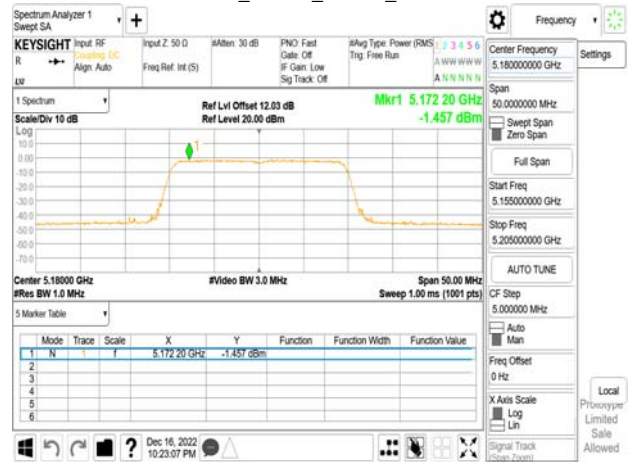 Spectrum Analyzer 1
Swept SA
Frequency
KEYSIGHT
Input: RF
Coupling: DC
Align: Auto
Input Z: 50 Ω
Freq Ref: Int (S)
#Atten: 30 dB
PNO: Fast
Gate: Off
IF Gain: Low
Sig Track: Off
#Avg Type: Power (RMS
Trig: Free Run
1 2 3 4 5 6
A WW WW W
A N N N N N
R
LU
1 Spectrum
Scale/Div 10 dB
Ref Lvl Offset 12.03 dB
Ref Level 20.00 dBm
Mkr1 5.172 20 GHz
-1.457 dBm
Log
10.0
0.00
-10.0
-20.0
-30.0
-40.0
-50.0
-60.0
-70.0
1
Center 5.18000 GHz
#Res BW 1.0 MHz
#Video BW 3.0 MHz
Span 50.00 MHz
Sweep 1.00 ms (1001 pts)
5 Marker Table
Mode Trace Scale X Y Function Function Width Function Value
1 N 1 f 5.172 20 GHz -1.457 dBm
2
3
4
5
6
Dec 16, 2022
10:23:07 PM
?
Center Frequency
5.180000000 GHz
Settings
Span
50.0000000 MHz
Swept Span
Zero Span
Full Span
Start Freq
5.155000000 GHz
Stop Freq
5.205000000 GHz
AUTO TUNE
CF Step
5.000000 MHz
Auto
Man
Freq Offset
0 Hz
X Axis Scale
Log
Lin
Signal Track
(Span Zoom)
Local
Prototype
Limited
Sale
Allowed